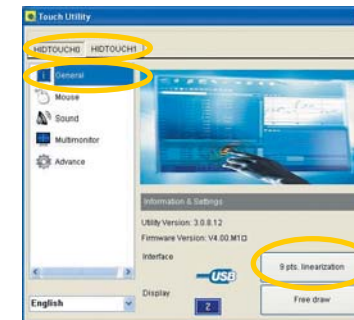 Touch Utility
HIDTOUCH0 HIDTOUCH1
General
Mouse
Sound
Multimonitor
Advance
Information & Settings
Utility Version: 3.0.8.12
Firmware Version: V4.00.M1
Interface
USB
9 pts. linearization
Display
2
Free draw
English